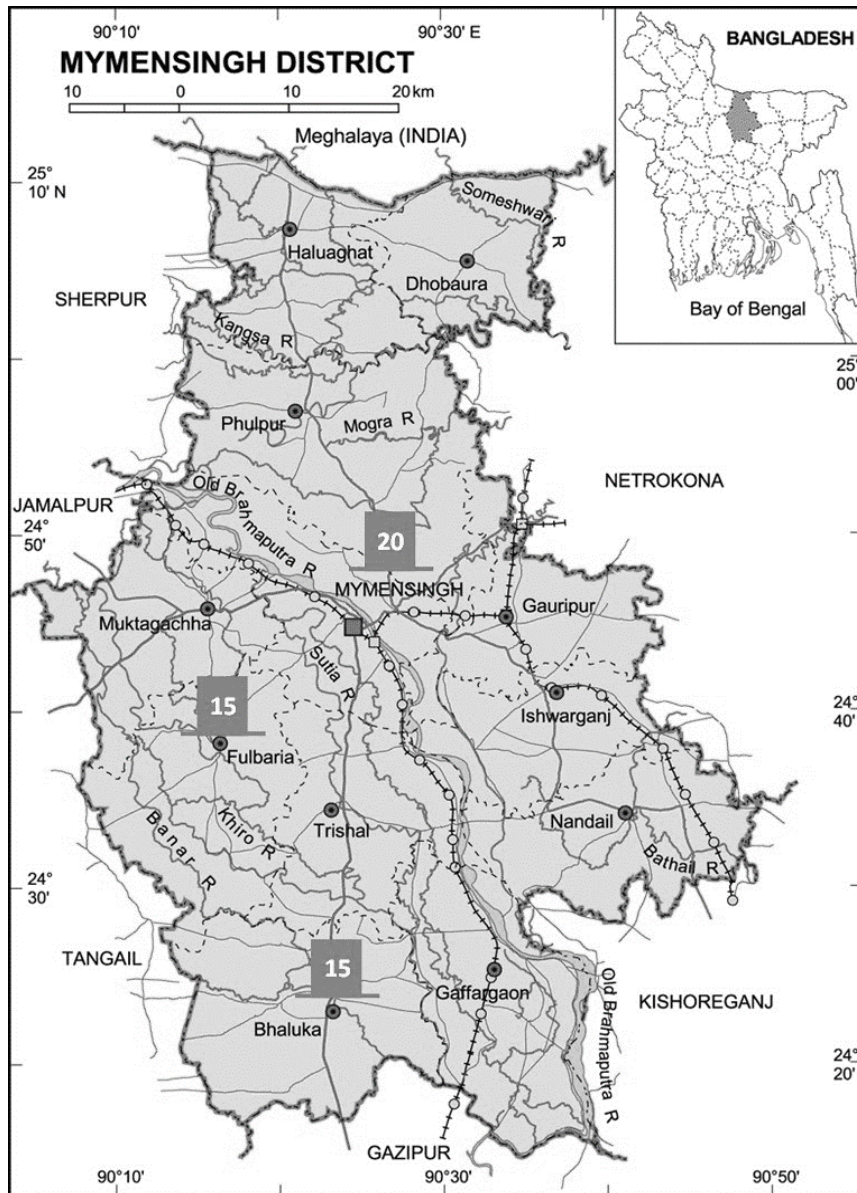 90°10'
90°30' E
MYMENSINGH DISTRICT
BANGLADESH
10 0 10 20 km
Meghalaya (INDIA)
25°
10' N
Someshwari R
Haluaghat
Dhobaura
SHERPUR
Bay of Bengal
Kangsa R
25°
00'
Phulpur
Mogra R
NETROKONA
JAMALPUR
Old Brahmaputra R
24°
50'
20
MYMENSINGH
Muktagachha
Gauripur
Sutia R
15
Ishwarganj
24°
40'
Fulbaria
Khiro R
Trishal
Nandail
Banar R
Bathail R
24°
30'
TANGAIL
15
Gaffargaon
Old Brahmaputra R
KISHOREGANJ
Bhaluka
24°
20'
GAZIPUR
90°10'
90°30'
90°50'